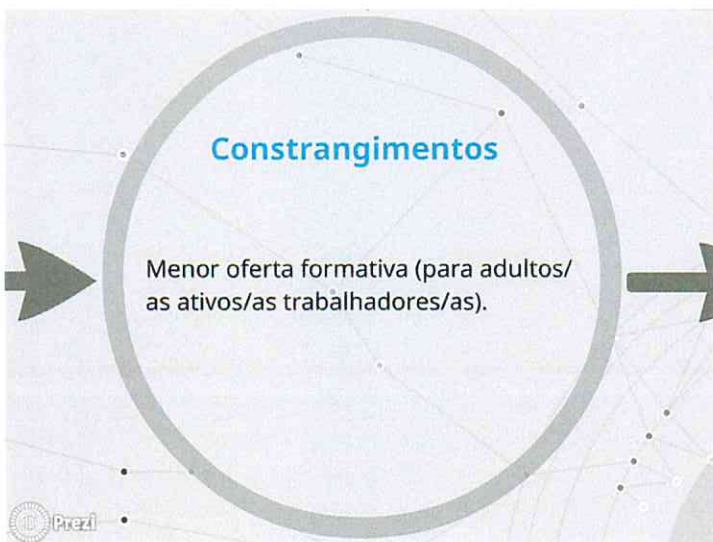 Constrangimentos
Menor oferta formativa (para adultos/
as ativos/as trabalhadores/as).
Prezi